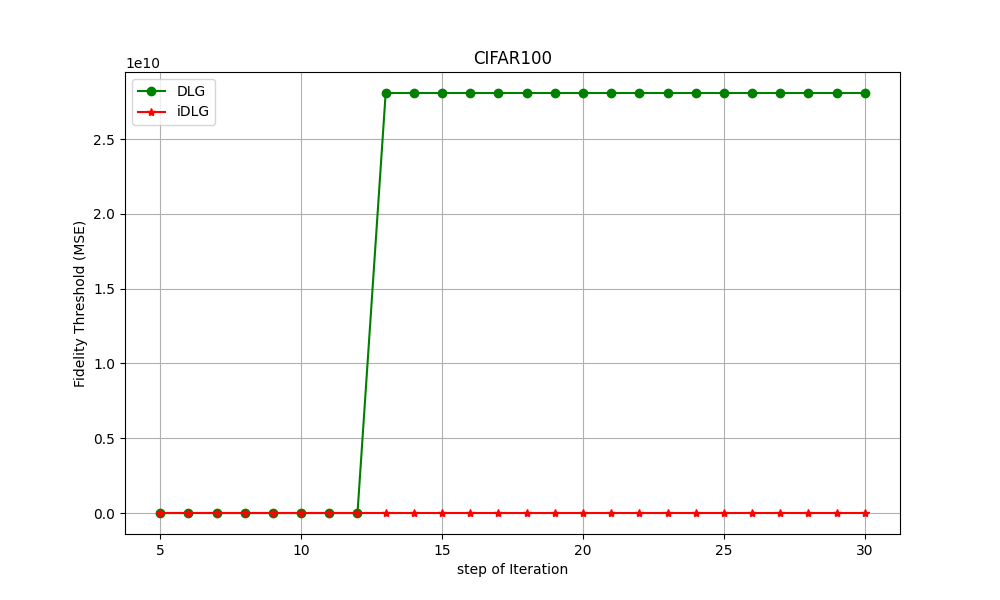 CIFAR100
1e10
DLG
iDLG
2.5
2.0
1.5
1.0
0.5
0.0
Fidelity Threshold (MSE)
5 10 15 20 25 30
step of Iteration